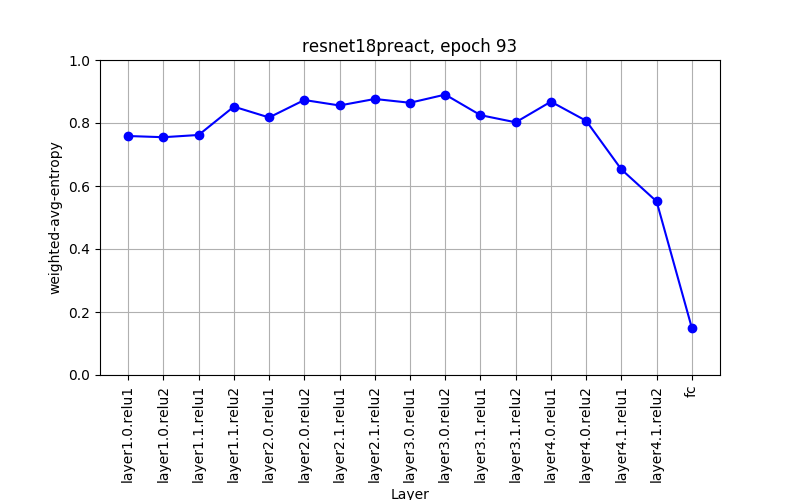 resnet18preact, epoch 93
1.0
0.8
0.6
0.4
0.2
0.0
weighted-avg-entropy
layer1.0.relu1
layer1.0.relu2
layer1.1.relu1
layer1.1.relu2
layer2.0.relu1
layer2.0.relu2
layer2.1.relu1
layer2.1.relu2
layer3.0.relu1
layer3.0.relu2
layer3.1.relu1
layer3.1.relu2
layer4.0.relu1
layer4.0.relu2
layer4.1.relu1
layer4.1.relu2
fc
Layer